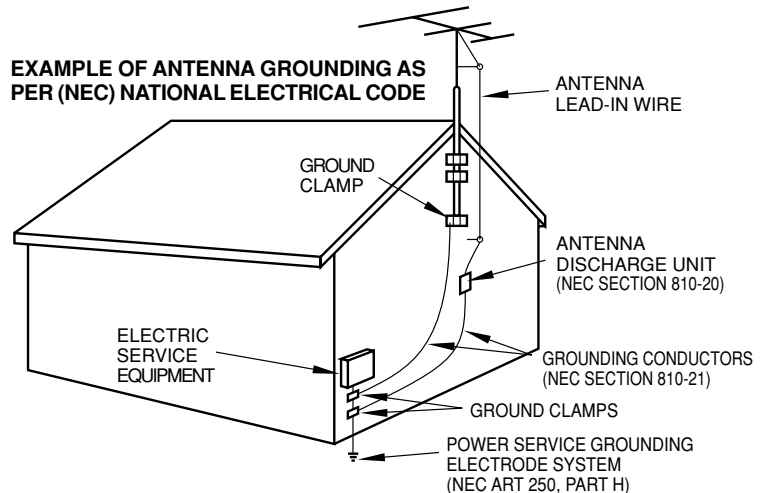 EXAMPLE OF ANTENNA GROUNDING AS
PER (NEC) NATIONAL ELECTRICAL CODE
ANTENNA
LEAD-IN WIRE
GROUND
CLAMP
ANTENNA
DISCHARGE UNIT
(NEC SECTION 810-20)
ELECTRIC
SERVICE
EQUIPMENT
GROUNDING CONDUCTORS
(NEC SECTION 810-21)
GROUND CLAMPS
POWER SERVICE GROUNDING
ELECTRODE SYSTEM
(NEC ART 250, PART H)